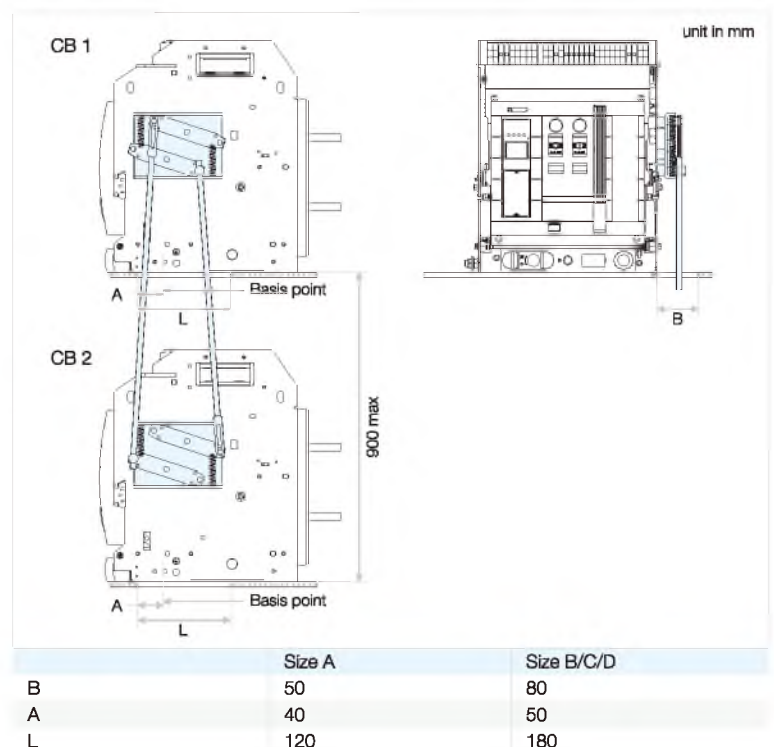 unit in mm
CB 1
A
Basis point
L
B
CB 2
900 max
A
Basis point
L
Size A Size B/C/D
B 50 80
A 40 50
L 120 180